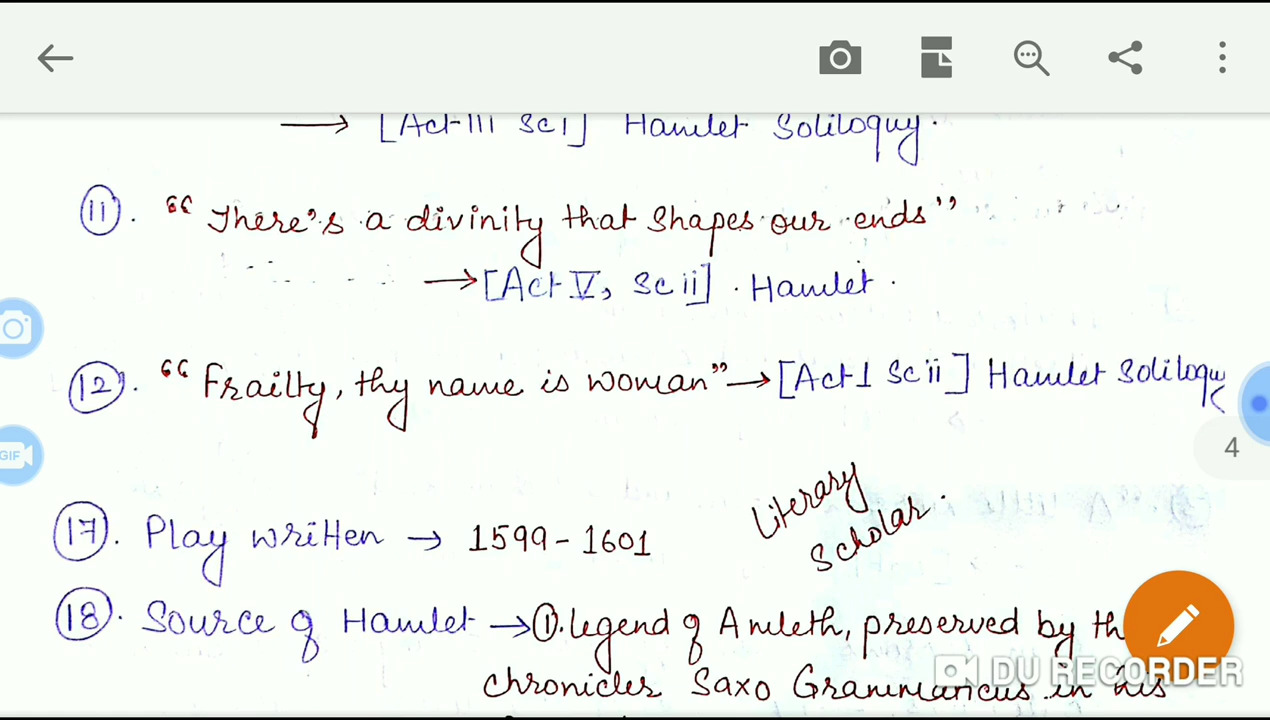 → [Act III Sc I] Hamlet Soliloquy.
11. "There's a divinity that shapes our ends"
→ [Act V, Sc ii]. Hamlet.
12. "Frailty, thy name is woman" → [Act I Sc ii] Hamlet Soliloqu
GIF
4
Literary
Scholar.
17. Play written → 1599 - 1601
18. Source of Hamlet → 1. legend of Amleth, preserved by th
chronicler Saxo Grammaticus in his
DU RECORDER